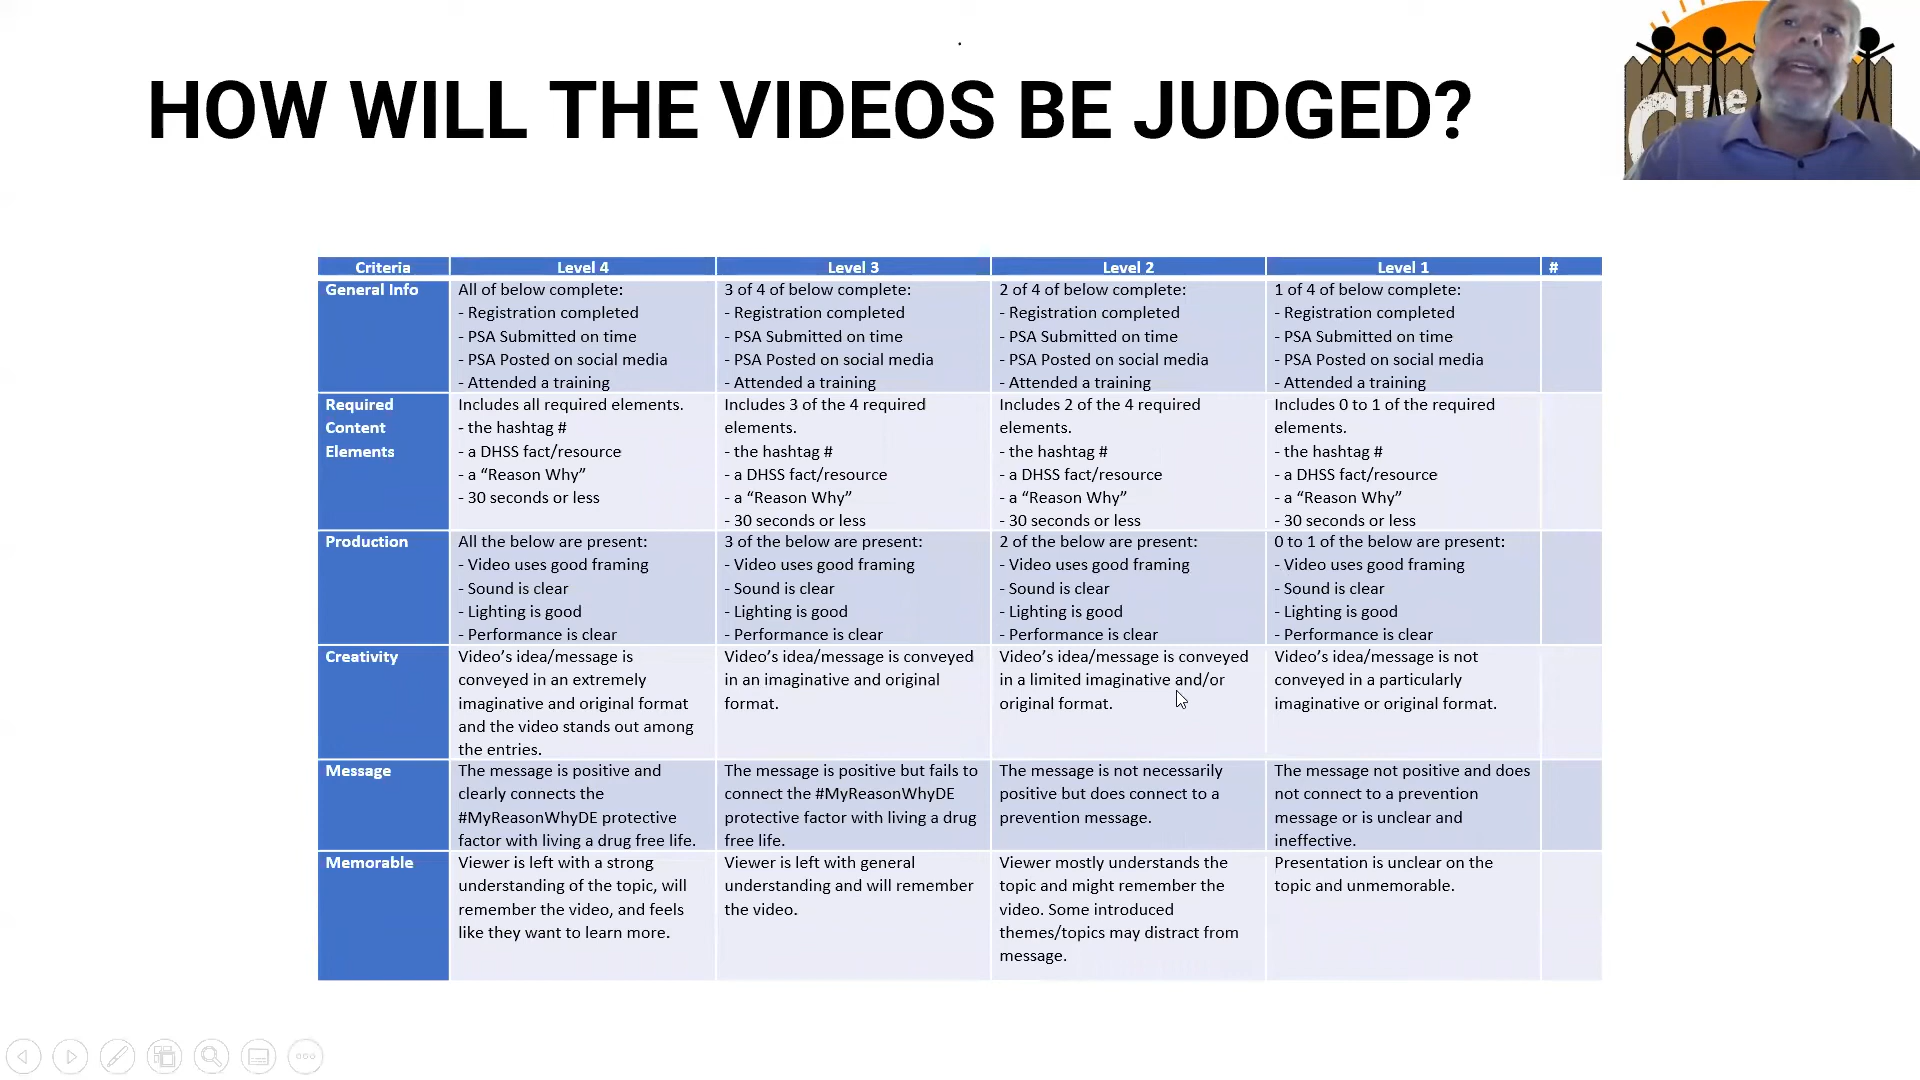 HOW WILL THE VIDEOS BE JUDGED?
The
Criteria
Level 4
Level 3
Level 2
Level 1
#
General Info
All of below complete:
- Registration completed
- PSA Submitted on time
- PSA Posted on social media
- Attended a training
3 of 4 of below complete:
- Registration completed
- PSA Submitted on time
- PSA Posted on social media
- Attended a training
2 of 4 of below complete:
- Registration completed
- PSA Submitted on time
- PSA Posted on social media
- Attended a training
1 of 4 of below complete:
- Registration completed
- PSA Submitted on time
- PSA Posted on social media
- Attended a training
Required
Content
Elements
Includes all required elements.
- the hashtag #
- a DHSS fact/resource
- a “Reason Why”
- 30 seconds or less
Includes 3 of the 4 required
elements.
- the hashtag #
- a DHSS fact/resource
- a “Reason Why”
- 30 seconds or less
Includes 2 of the 4 required
elements.
- the hashtag #
- a DHSS fact/resource
- a “Reason Why”
- 30 seconds or less
Includes 0 to 1 of the required
elements.
- the hashtag #
- a DHSS fact/resource
- a “Reason Why”
- 30 seconds or less
Production
All the below are present:
- Video uses good framing
- Sound is clear
- Lighting is good
- Performance is clear
3 of the below are present:
- Video uses good framing
- Sound is clear
- Lighting is good
- Performance is clear
2 of the below are present:
- Video uses good framing
- Sound is clear
- Lighting is good
- Performance is clear
0 to 1 of the below are present:
- Video uses good framing
- Sound is clear
- Lighting is good
- Performance is clear
Creativity
Video’s idea/message is
conveyed in an extremely
imaginative and original format
and the video stands out among
the entries.
Video’s idea/message is conveyed
in an imaginative and original
format.
Video’s idea/message is conveyed
in a limited imaginative and/or
original format.
Video’s idea/message is not
conveyed in a particularly
imaginative or original format.
Message
The message is positive and
clearly connects the
#MyReasonWhyDE protective
factor with living a drug free life.
The message is positive but fails to
connect the #MyReasonWhyDE
protective factor with living a drug
free life.
The message is not necessarily
positive but does connect to a
prevention message.
The message not positive and does
not connect to a prevention
message or is unclear and
ineffective.
Memorable
Viewer is left with a strong
understanding of the topic, will
remember the video, and feels
like they want to learn more.
Viewer is left with general
understanding and will remember
the video.
Viewer mostly understands the
topic and might remember the
video. Some introduced
themes/topics may distract from
message.
Presentation is unclear on the
topic and unmemorable.